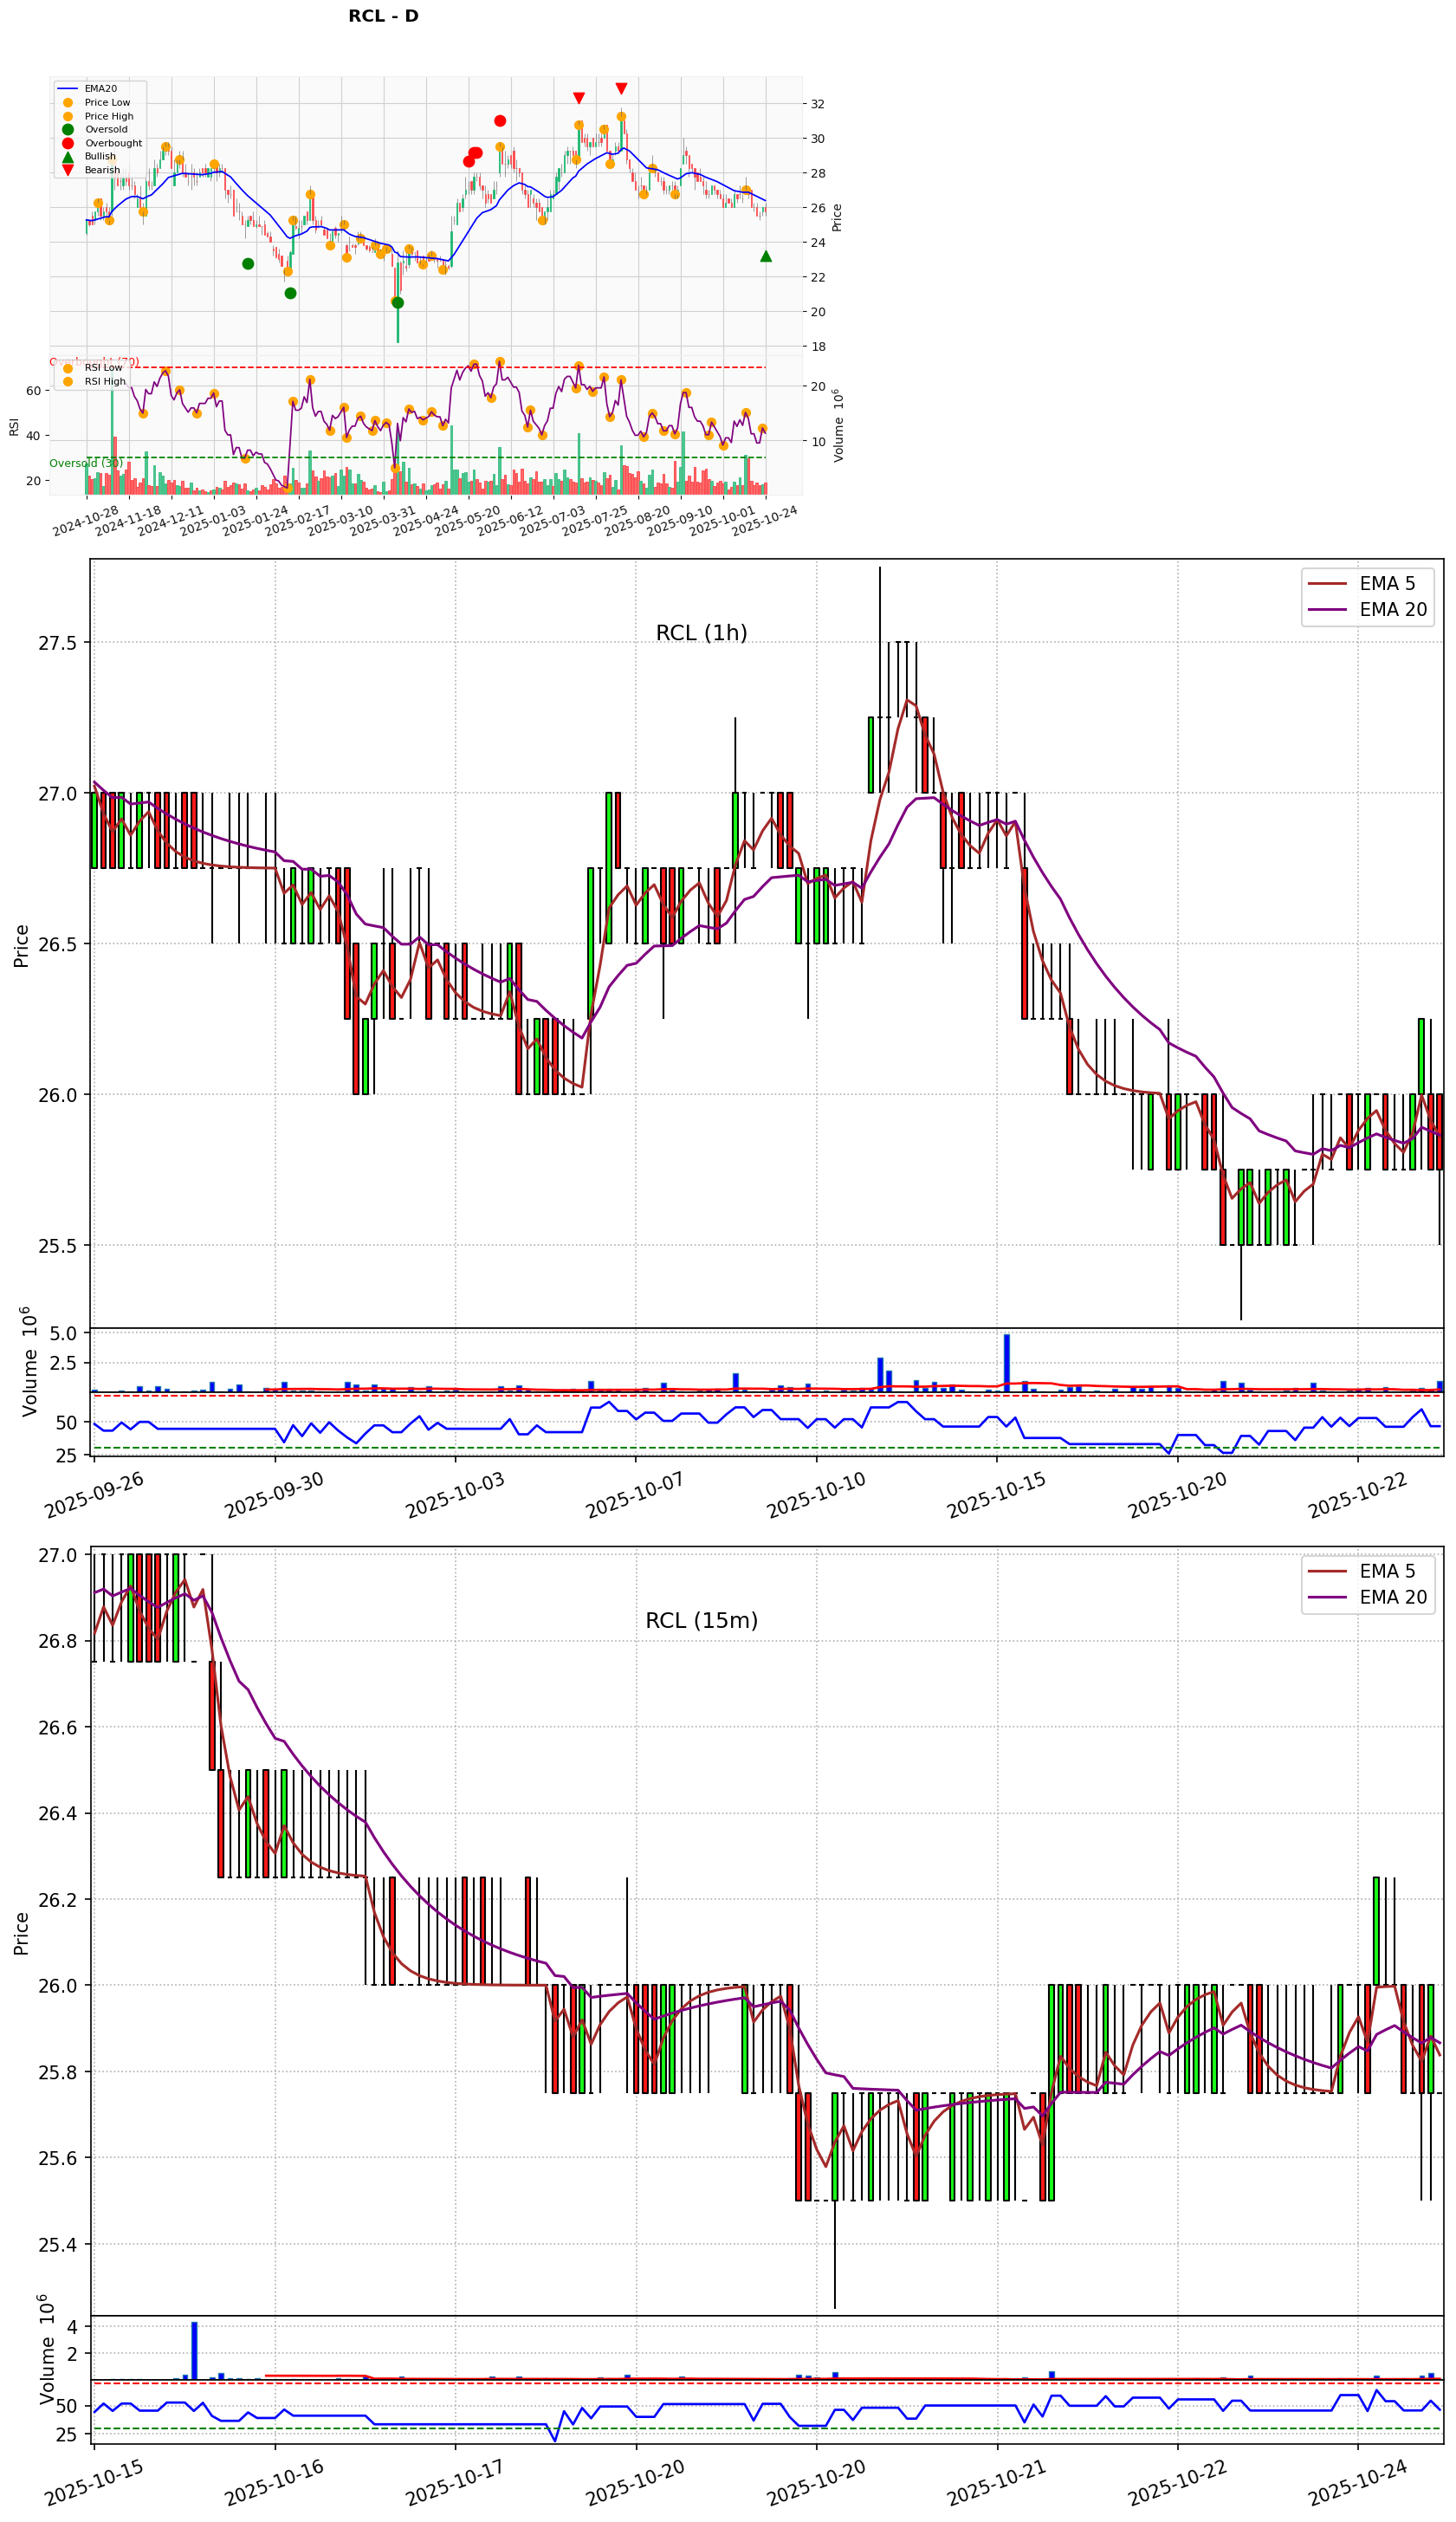 RCL - D
EMA20
Price Low
Price High
Oversold
Overbought
Bullish
Bearish
32
30
28
26
24
22
20
18
Price
Overbought (70)
RSI Low
RSI High
Oversold (30)
60
40
20
RSI
20
10
Volume 10^6
2024-10-28
2024-11-18
2024-12-11
2025-01-03
2025-01-24
2025-02-17
2025-03-10
2025-03-31
2025-04-24
2025-05-20
2025-06-12
2025-07-03
2025-07-25
2025-08-20
2025-09-10
2025-10-01
2025-10-24
RCL (1h)
EMA 5
EMA 20
27.5
27.0
26.5
26.0
25.5
Price
5.0
2.5
Volume 10^6
50
25
2025-09-26
2025-09-30
2025-10-03
2025-10-07
2025-10-10
2025-10-15
2025-10-20
2025-10-22
RCL (15m)
EMA 5
EMA 20
27.0
26.8
26.6
26.4
26.2
26.0
25.8
25.6
25.4
Price
4
2
Volume 10^6
50
25
2025-10-15
2025-10-16
2025-10-17
2025-10-20
2025-10-20
2025-10-21
2025-10-22
2025-10-24